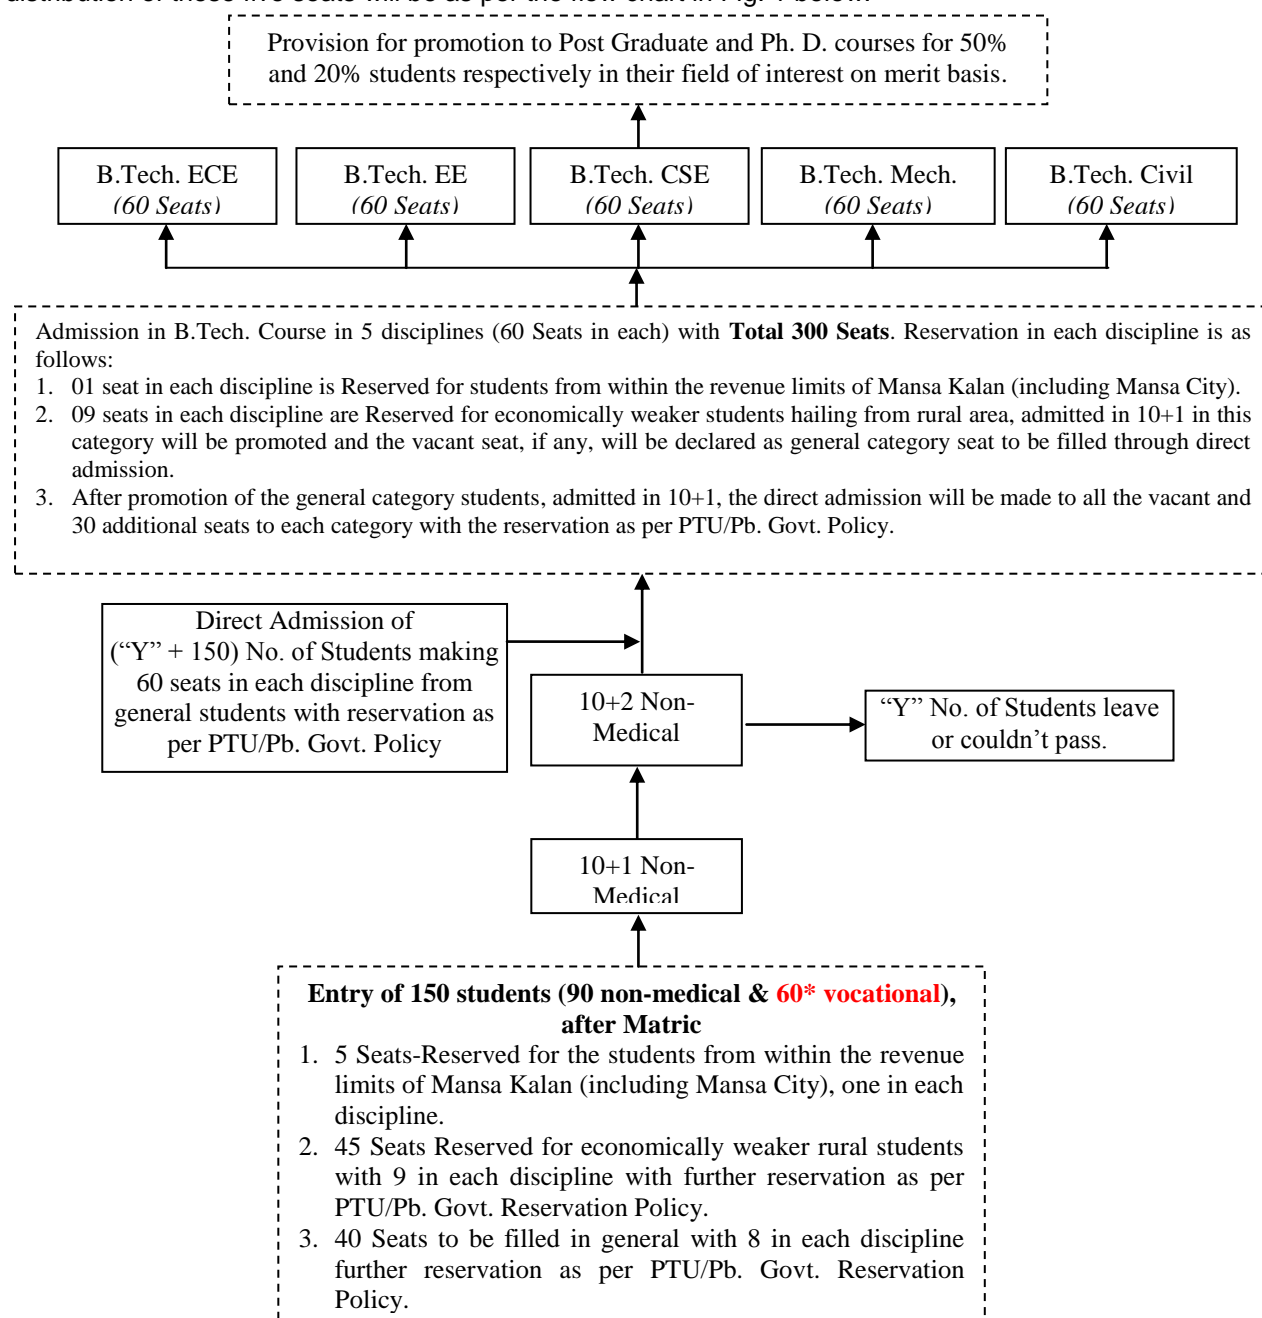 Provision for promotion to Post Graduate and Ph. D. courses for 50%
and 20% students respectively in their field of interest on merit basis.
B.Tech. ECE
(60 Seats)
B.Tech. EE
(60 Seats)
B.Tech. CSE
(60 Seats)
B.Tech. Mech.
(60 Seats)
B.Tech. Civil
(60 Seats)
Admission in B.Tech. Course in 5 disciplines (60 Seats in each) with Total 300 Seats. Reservation in each discipline is as
follows:
1. 01 seat in each discipline is Reserved for students from within the revenue limits of Mansa Kalan (including Mansa City).
2. 09 seats in each discipline are Reserved for economically weaker students hailing from rural area, admitted in 10+1 in this
category will be promoted and the vacant seat, if any, will be declared as general category seat to be filled through direct
admission.
3. After promotion of the general category students, admitted in 10+1, the direct admission will be made to all the vacant and
30 additional seats to each category with the reservation as per PTU/Pb. Govt. Policy.
Direct Admission of
("Y" + 150) No. of Students making
60 seats in each discipline from
general students with reservation as
per PTU/Pb. Govt. Policy
10+2 Non-
Medical
"Y" No. of Students leave
or couldn't pass.
10+1 Non-
Medical
Entry of 150 students (90 non-medical & 60* vocational),
after Matric
1. 5 Seats-Reserved for the students from within the revenue
limits of Mansa Kalan (including Mansa City), one in each
discipline.
2. 45 Seats Reserved for economically weaker rural students
with 9 in each discipline with further reservation as per
PTU/Pb. Govt. Reservation Policy.
3. 40 Seats to be filled in general with 8 in each discipline
further reservation as per PTU/Pb. Govt. Reservation
Policy.